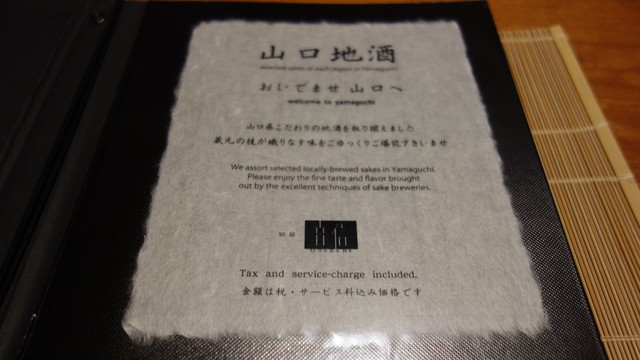 山口地酒
selected sakes of each region in Yamaguchi
おいでませ 山口へ
welcome to yamaguchi
山口県こだわりの地酒を取り揃えました
蔵元の技が織りなす味をごゆっくりご堪能下さいませ
We assort selected locally-brewed sakes in Yamaguchi.
Please enjoy the fine taste and flavor brought
out by the excellent techniques of sake breweries.
Tax and service-charge included.
金額は税・サービス料込み価格です